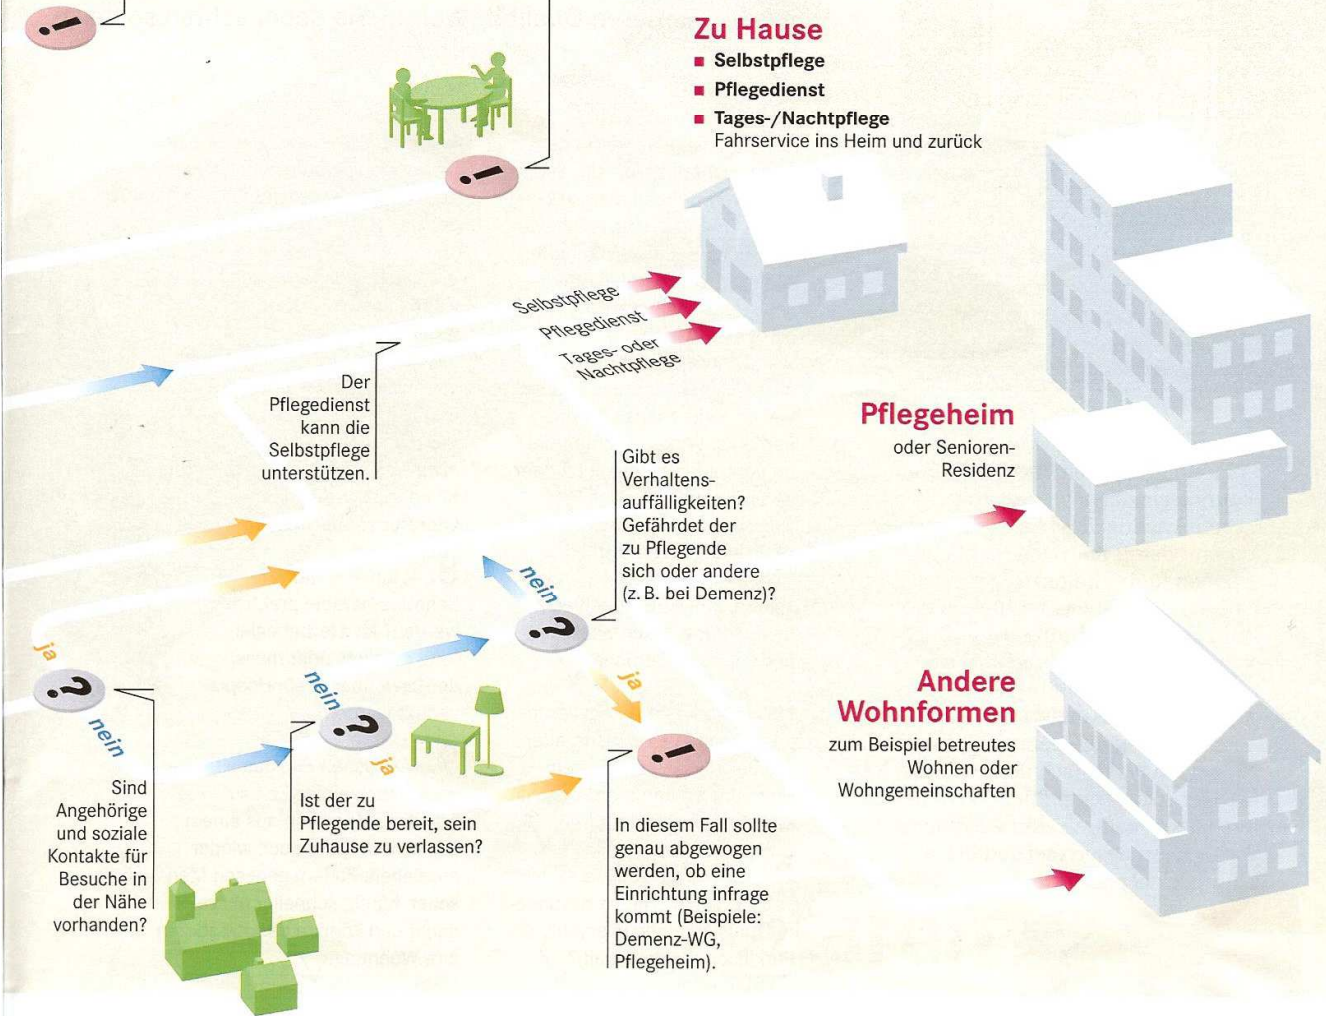 Zu Hause
Selbstpflege
Pflegedienst
Tages-/Nachtpflege
Fahrservice ins Heim und zurück
Selbstpflege
Pflegedienst
Tages- oder
Nachtpflege
Der
Pflegedienst
kann die
Selbstpflege
unterstützen.
Pflegeheim
oder Senioren-
Residenz
Gibt es
Verhaltens-
auffälligkeiten?
Gefährdet der
zu Pflegende
sich oder andere
(z. B. bei Demenz)?
nein
?
ja
ja
?
nein
nein
?
ja
!
!
!
Andere
Wohnformen
zum Beispiel betreutes
Wohnen oder
Wohngemeinschaften
Sind
Angehörige
und soziale
Kontakte für
Besuche in
der Nähe
vorhanden?
Ist der zu
Pflegende bereit, sein
Zuhause zu verlassen?
In diesem Fall sollte
genau abgewogen
werden, ob eine
Einrichtung infrage
kommt (Beispiele:
Demenz-WG,
Pflegeheim).